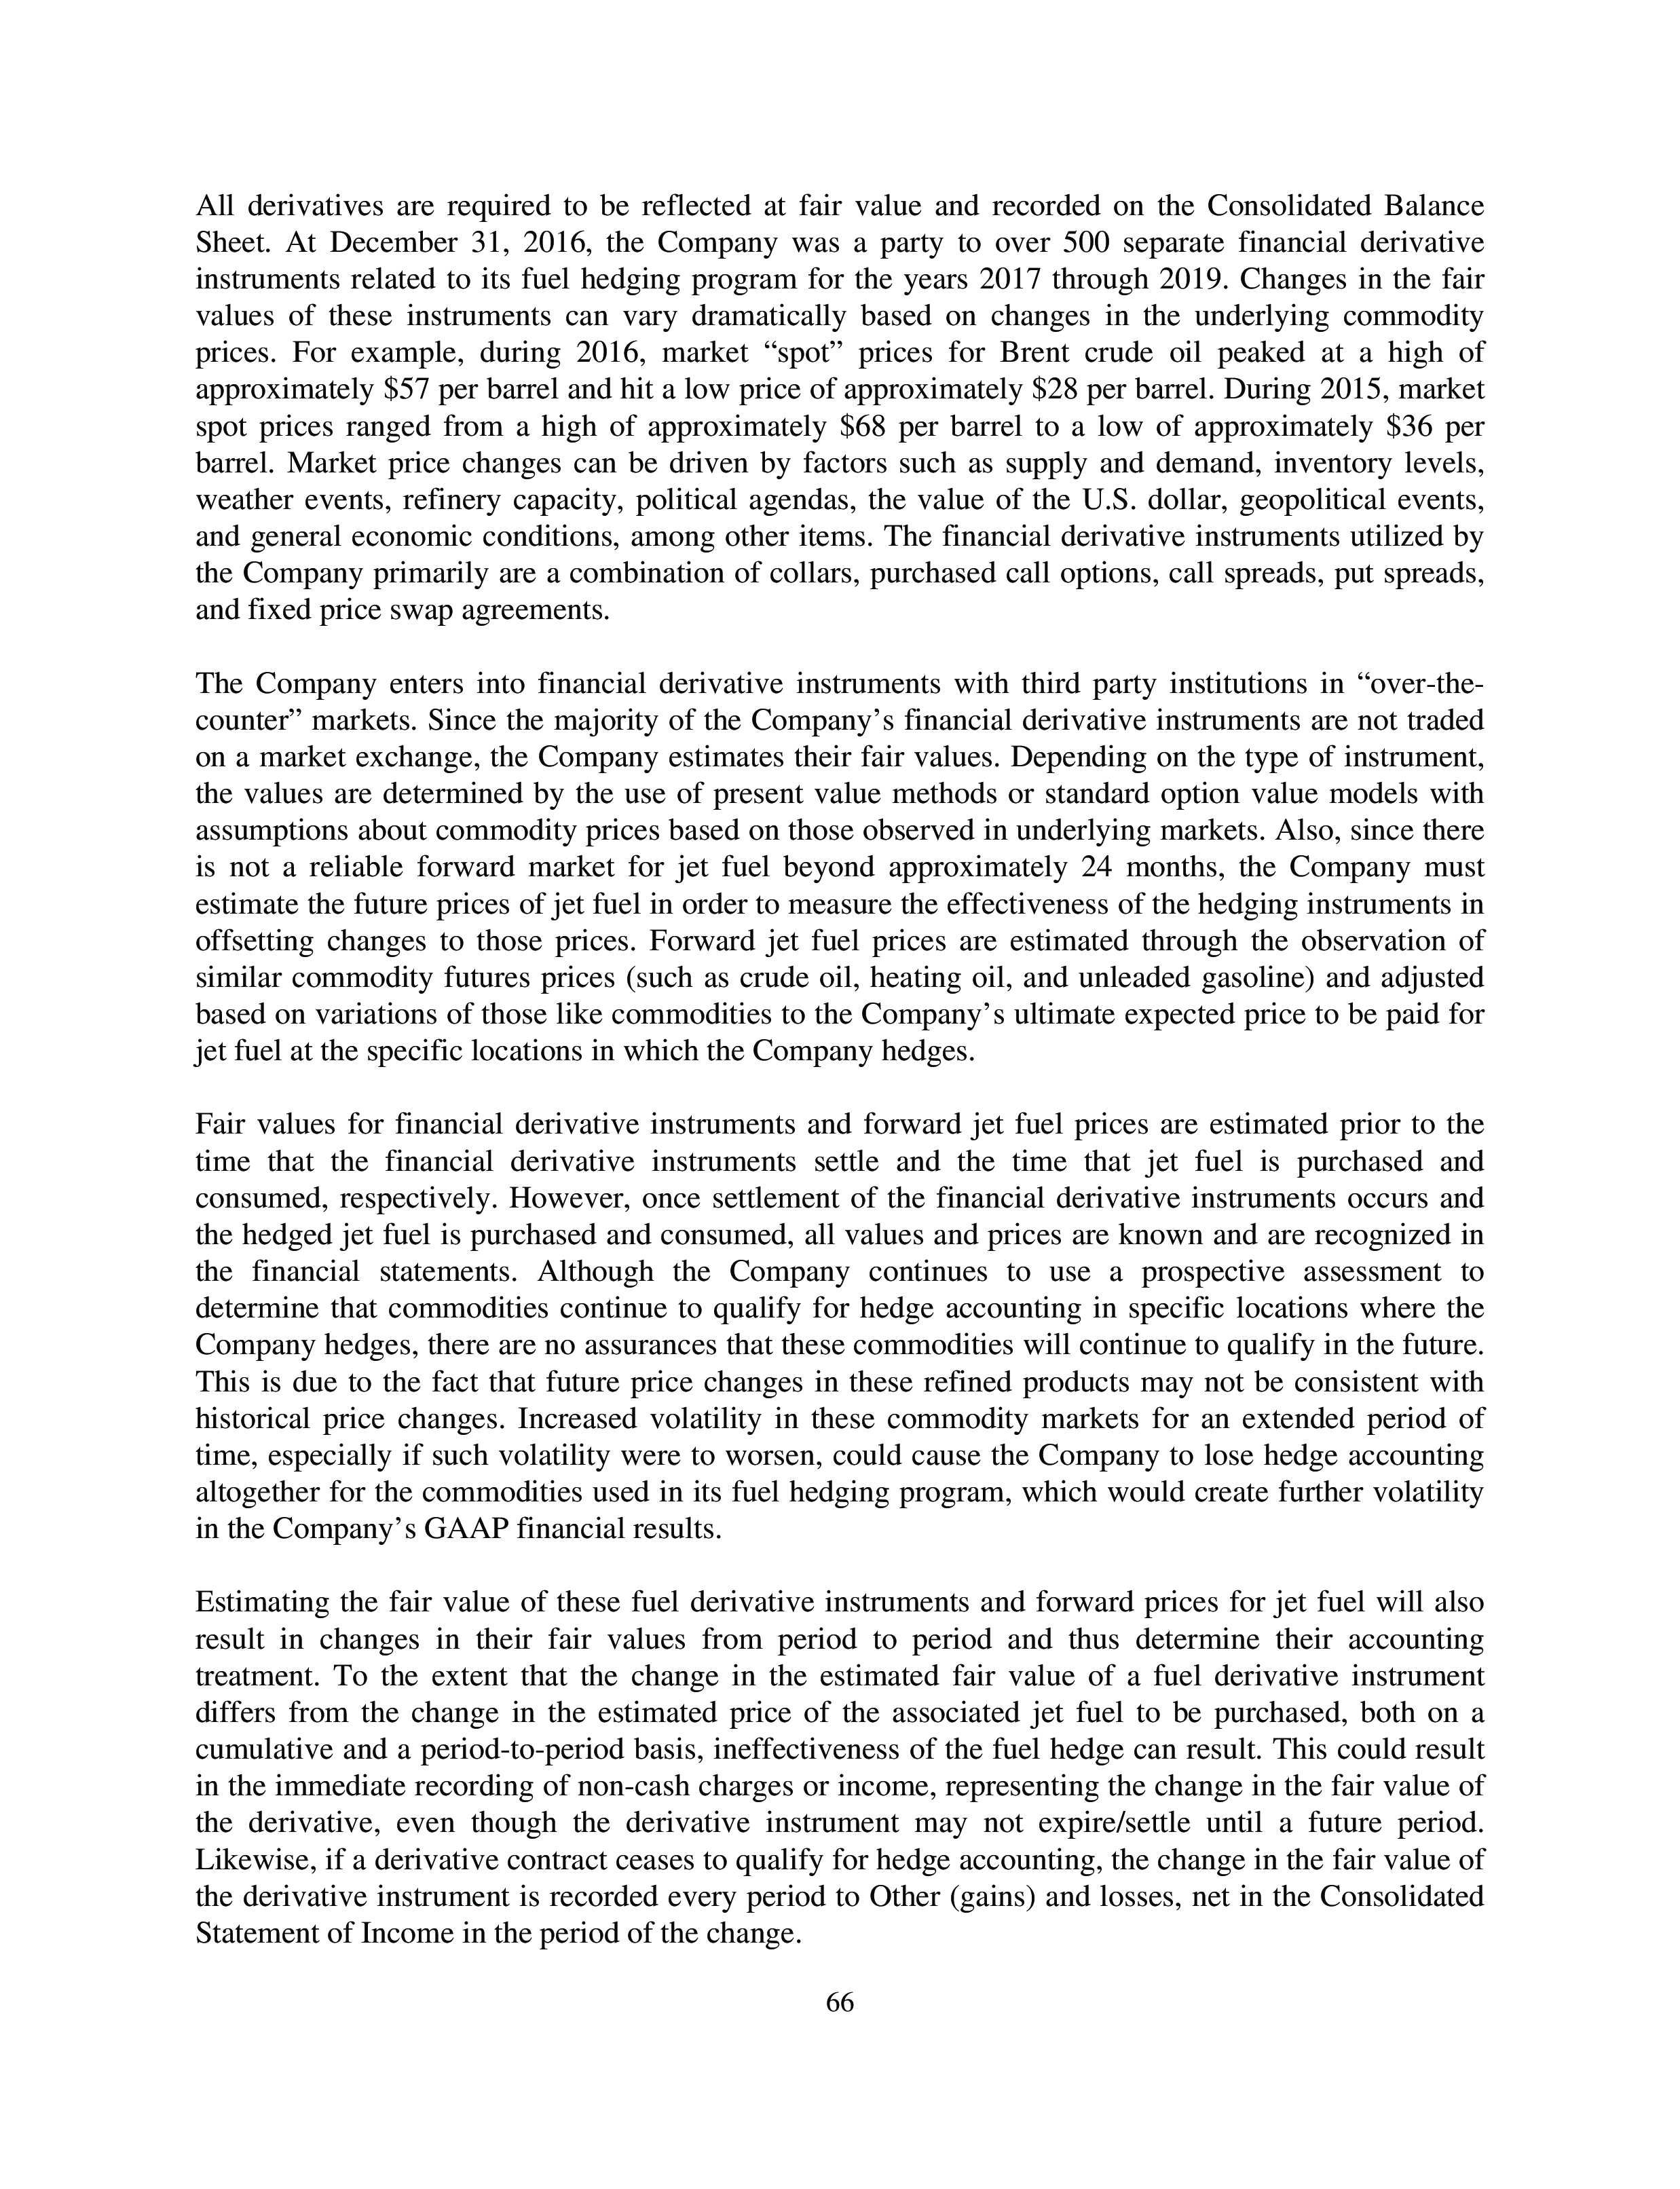 All derivatives are required to be reflected at fair value and recorded on the Consolidated Balance
Sheet. At December 31, 2016, the Company was a party to over 500 separate financial derivative
instruments related to its fuel hedging program for the years 2017 through 2019. Changes in the fair
values of these instruments can vary dramatically based on changes in the underlying commodity
prices. For example, during 2016, market “spot” prices for Brent crude oil peaked at a high of
approximately $57 per barrel and hit a low price of approximately $28 per barrel. During 2015, market
spot prices ranged from a high of approximately $68 per barrel to a low of approximately $36 per
barrel. Market price changes can be driven by factors such as supply and demand, inventory levels,
weather events, refinery capacity, political agendas, the value of the U.S. dollar, geopolitical events,
and general economic conditions, among other items. The financial derivative instruments utilized by
the Company primarily are a combination of collars, purchased call options, call spreads, put spreads,
and fixed price swap agreements.
The Company enters into financial derivative instruments with third party institutions in “over-the-
counter” markets. Since the majority of the Company’s financial derivative instruments are not traded
on a market exchange, the Company estimates their fair values. Depending on the type of instrument,
the values are determined by the use of present value methods or standard option value models with
assumptions about commodity prices based on those observed in underlying markets. Also, since there
is not a reliable forward market for jet fuel beyond approximately 24 months, the Company must
estimate the future prices of jet fuel in order to measure the effectiveness of the hedging instruments in
offsetting changes to those prices. Forward jet fuel prices are estimated through the observation of
similar commodity futures prices (such as crude oil, heating oil, and unleaded gasoline) and adjusted
based on variations of those like commodities to the Company’s ultimate expected price to be paid for
jet fuel at the specific locations in which the Company hedges.
Fair values for financial derivative instruments and forward jet fuel prices are estimated prior to the
time that the financial derivative instruments settle and the time that jet fuel is purchased and
consumed, respectively. However, once settlement of the financial derivative instruments occurs and
the hedged jet fuel is purchased and consumed, all values and prices are known and are recognized in
the financial statements. Although the Company continues to use a prospective assessment to
determine that commodities continue to qualify for hedge accounting in specific locations where the
Company hedges, there are no assurances that these commodities will continue to qualify in the future.
This is due to the fact that future price changes in these refined products may not be consistent with
historical price changes. Increased volatility in these commodity markets for an extended period of
time, especially if such volatility were to worsen, could cause the Company to lose hedge accounting
altogether for the commodities used in its fuel hedging program, which would create further volatility
in the Company’s GAAP financial results.
Estimating the fair value of these fuel derivative instruments and forward prices for jet fuel will also
result in changes in their fair values from period to period and thus determine their accounting
treatment. To the extent that the change in the estimated fair value of a fuel derivative instrument
differs from the change in the estimated price of the associated jet fuel to be purchased, both on a
cumulative and a period-to-period basis, ineffectiveness of the fuel hedge can result. This could result
in the immediate recording of non-cash charges or income, representing the change in the fair value of
the derivative, even though the derivative instrument may not expire/settle until a future period.
Likewise, if a derivative contract ceases to qualify for hedge accounting, the change in the fair value of
the derivative instrument is recorded every period to Other (gains) and losses, net in the Consolidated
Statement of Income in the period of the change.
66